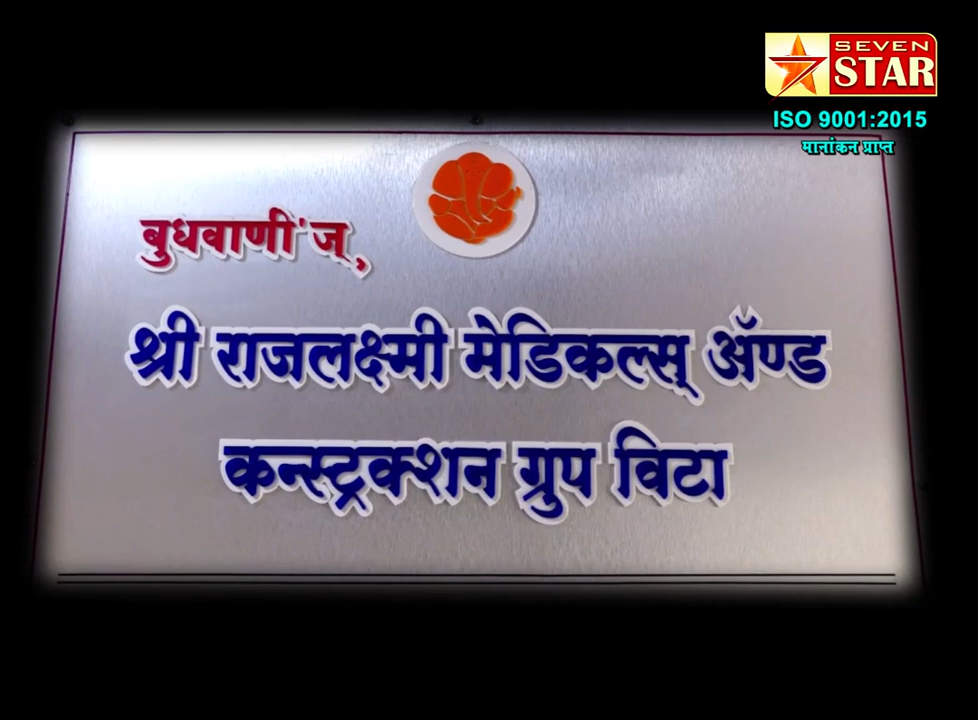 SEVEN
STAR
ISO 9001:2015
मानांकन प्राप्त
बुधवाणी'ज्,
श्री राजलक्ष्मी मेडिकल्स् ॲण्ड
कन्स्ट्रक्शन ग्रुप विटा